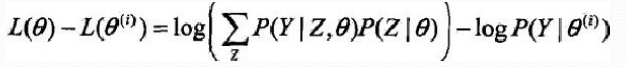 L(θ) − L(θ⁽ⁱ⁾) = log( ∑_Z P(Y | Z, θ)P(Z | θ) ) − log P(Y | θ⁽ⁱ⁾)